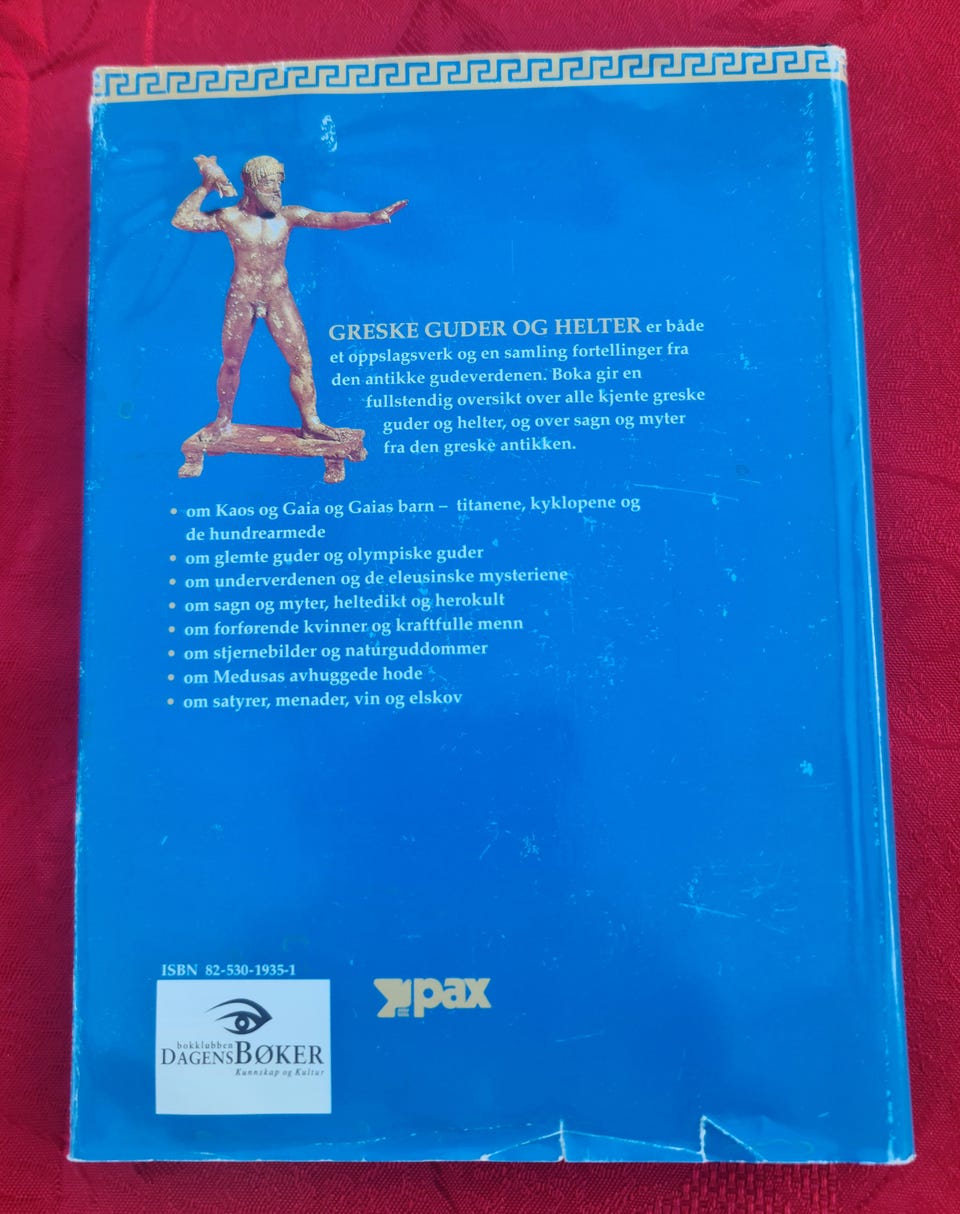 GRESKE GUDER OG HELTER er både
et oppslagsverk og en samling fortellinger fra
den antikke gudeverdenen. Boka gir en
fullstendig oversikt over alle kjente greske
guder og helter, og over sagn og myter
fra den greske antikken.
• om Kaos og Gaia og Gaias barn – titanene, kyklopene og
de hundrearmede
• om glemte guder og olympiske guder
• om underverdenen og de eleusinske mysteriene
• om sagn og myter, heltedikt og herokult
• om forførende kvinner og kraftfulle menn
• om stjernebilder og naturguddommer
• om Medusas avhuggede hode
• om satyrer, menader, vin og elskov
ISBN 82-530-1935-1
pax
bokklubben
DAGENS BØKER
Kunnskap og Kultur